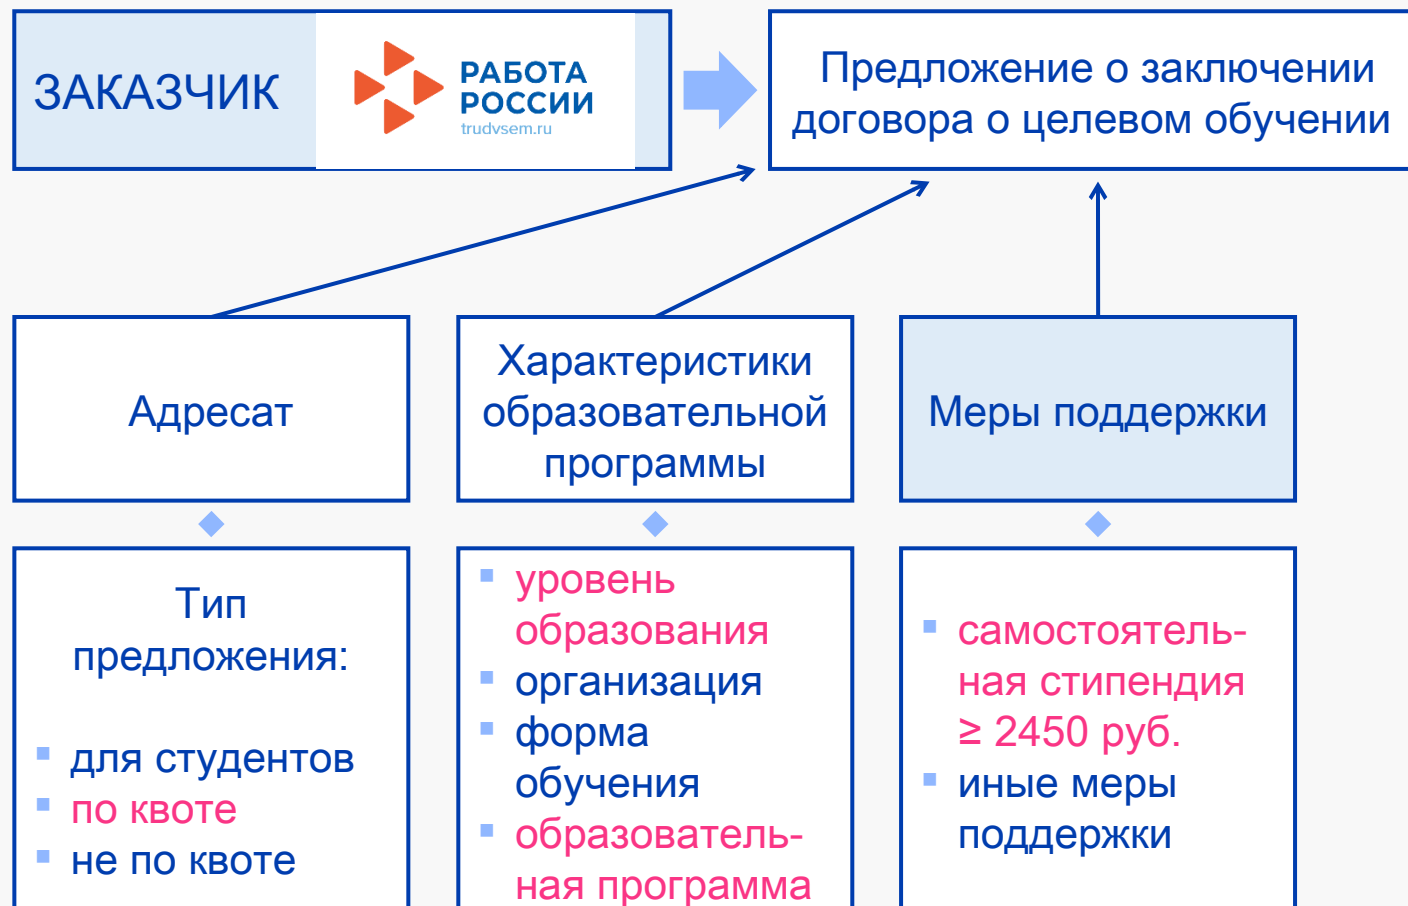 ЗАКАЗЧИК
РАБОТА
РОССИИ
trudvsem.ru
Предложение о заключении
договора о целевом обучении
Адресат
Характеристики
образовательной
программы
Меры поддержки
Тип
предложения:
для студентов
по квоте
не по квоте
уровень
образования
организация
форма
обучения
образователь-
ная программа
самостоятель-
ная стипендия
≥ 2450 руб.
иные меры
поддержки